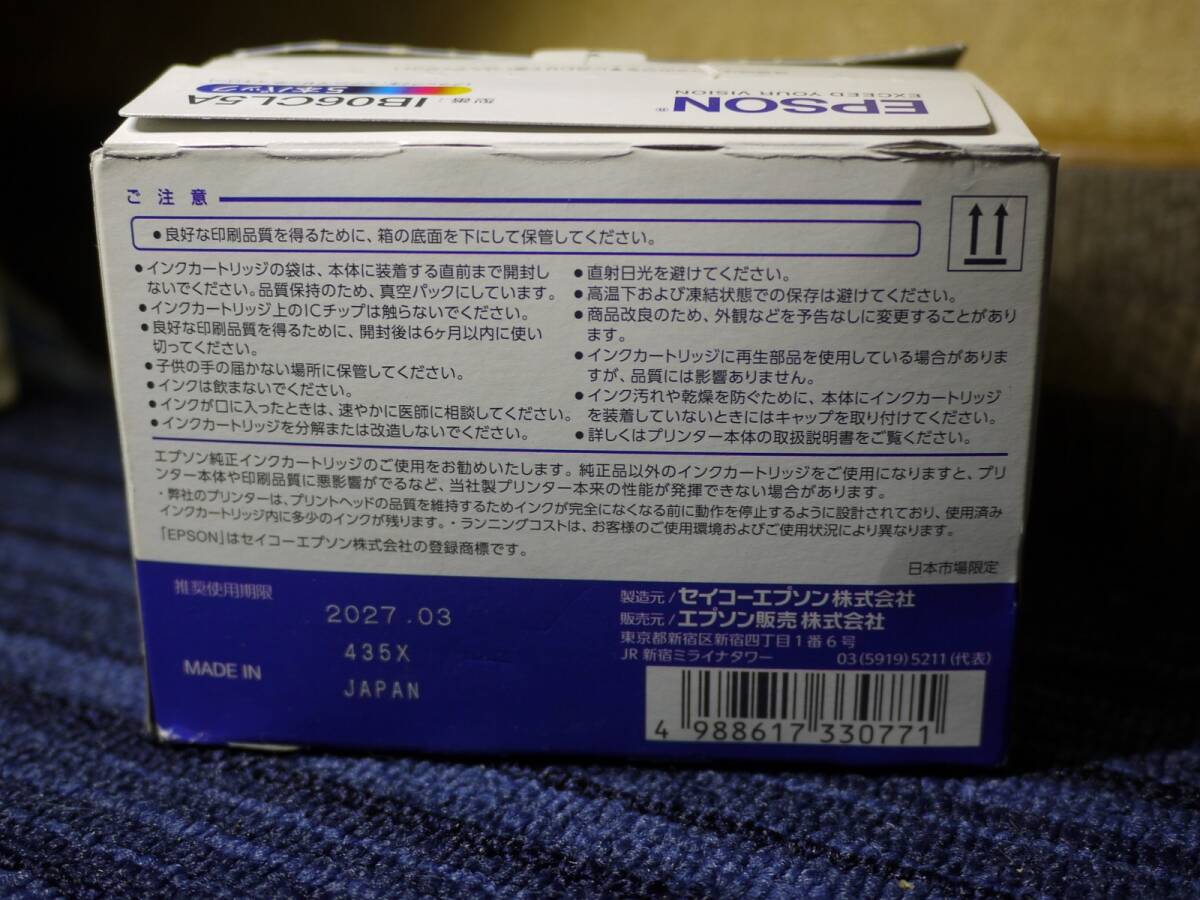 EPSON®
EXCEED YOUR VISION
型番：IB06CL5A
5本パック
ご注意
●良好な印刷品質を得るために、箱の底面を下にして保管してください。
●インクカートリッジの袋は、本体に装着する直前まで開封し
ないでください。品質保持のため、真空パックにしています。
●インクカートリッジ上のICチップは触らないでください。
●良好な印刷品質を得るために、開封後は6ヶ月以内に使い
切ってください。
●子供の手の届かない場所に保管してください。
●インクは飲まないでください。
●インクが口に入ったときは、速やかに医師に相談してください。
●インクカートリッジを分解または改造しないでください。
●直射日光を避けてください。
●高温下および凍結状態での保存は避けてください。
●商品改良のため、外観などを予告なしに変更することがあり
ます。
●インクカートリッジに再生部品を使用している場合がありま
すが、品質には影響ありません。
●インク汚れや乾燥を防ぐために、本体にインクカートリッジ
を装着していないときにはキャップを取り付けてください。
●詳しくはプリンター本体の取扱説明書をご覧ください。
エプソン純正インクカートリッジのご使用をお勧めいたします。純正品以外のインクカートリッジをご使用になりますと、プリ
ンター本体や印刷品質に悪影響がでるなど、当社製プリンター本来の性能が発揮できない場合があります。
・弊社のプリンターは、プリントヘッドの品質を維持するためインクが完全になくなる前に動作を停止するように設計されており、使用済み
インクカートリッジ内に多少のインクが残ります。・ランニングコストは、お客様のご使用環境およびご使用状況により異なります。
「EPSON」はセイコーエプソン株式会社の登録商標です。
日本市場限定
推奨使用期限
2027.03
435X
MADE IN
JAPAN
製造元/セイコーエプソン株式会社
販売元/エプソン販売株式会社
東京都新宿区新宿四丁目1番6号
JR新宿ミライナタワー 03(5919)5211(代表)
4 988617 330771